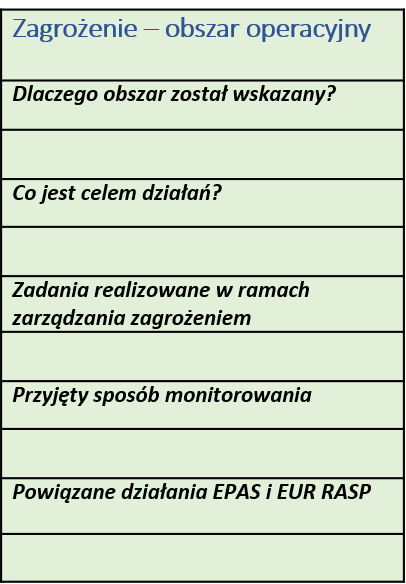 Zagrożenie – obszar operacyjny
Dlaczego obszar został wskazany?
Co jest celem działań?
Zadania realizowane w ramach
zarządzania zagrożeniem
Przyjęty sposób monitorowania
Powiązane działania EPAS i EUR RASP